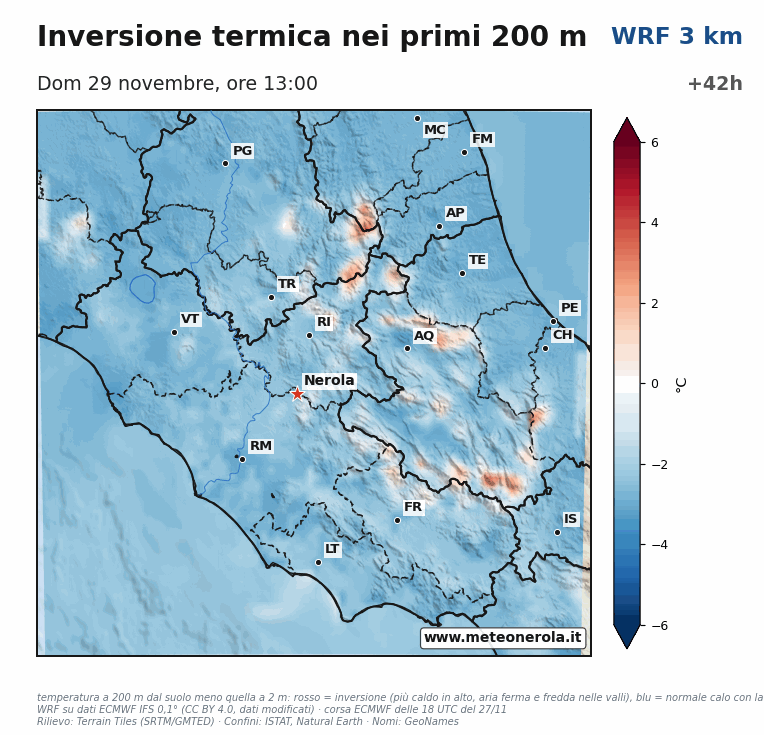 Inversione termica nei primi 200 m WRF 3 km
Dom 29 novembre, ore 13:00 +42h
MC
FM
PG
AP
TE
TR
PE
VT
RI
AQ
CH
Nerola
RM
FR
IS
LT
www.meteonerola.it
6
4
2
0
−2
−4
−6
°C
temperatura a 200 m dal suolo meno quella a 2 m: rosso = inversione (più caldo in alto, aria ferma e fredda nelle valli), blu = normale calo con la
WRF su dati ECMWF IFS 0,1° (CC BY 4.0, dati modificati) · corsa ECMWF delle 18 UTC del 27/11
Rilievo: Terrain Tiles (SRTM/GMTED) · Confini: ISTAT, Natural Earth · Nomi: GeoNames